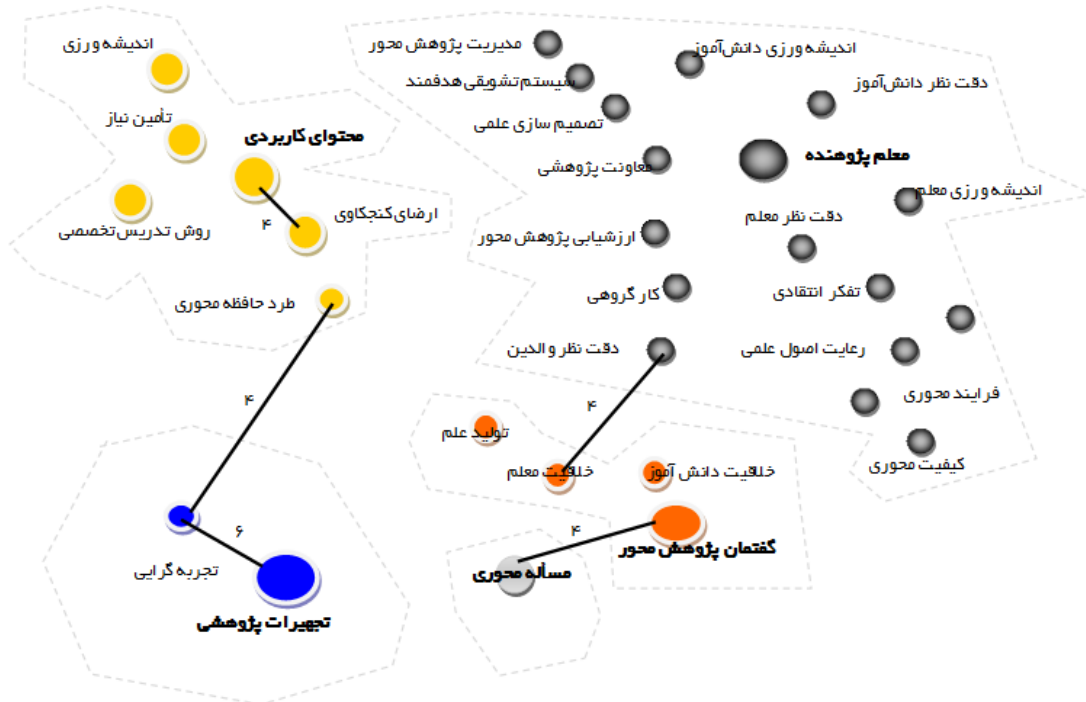 اندیشه ورزی
مدیریت پژوهش محور
اندیشه ورزی دانش‌آموز
سیستم تشویقی هدفمند
دقت نظر دانش‌آموز
تأمین نیاز
تصمیم سازی علمی
محتوای کاربردی
معلم پژوهنده
معاونت پژوهشی
اندیشه ورزی معلم
ارضای کنجکاوی
دقت نظر معلم
۴
روش تدریس تخصصی
ارزشیابی پژوهش محور
کار گروهی
تفکر انتقادی
طرد حافظه محوری
دقت نظر والدین
رعایت اصول علمی
فرایند محوری
۴
۴
تولید علم
خلاقیت معلم
خلاقیت دانش آموز
کیفیت محوری
۶
۴
گفتمان پژوهش محور
تجربه گرایی
مسأله محوری
تجهیرات پژوهشی